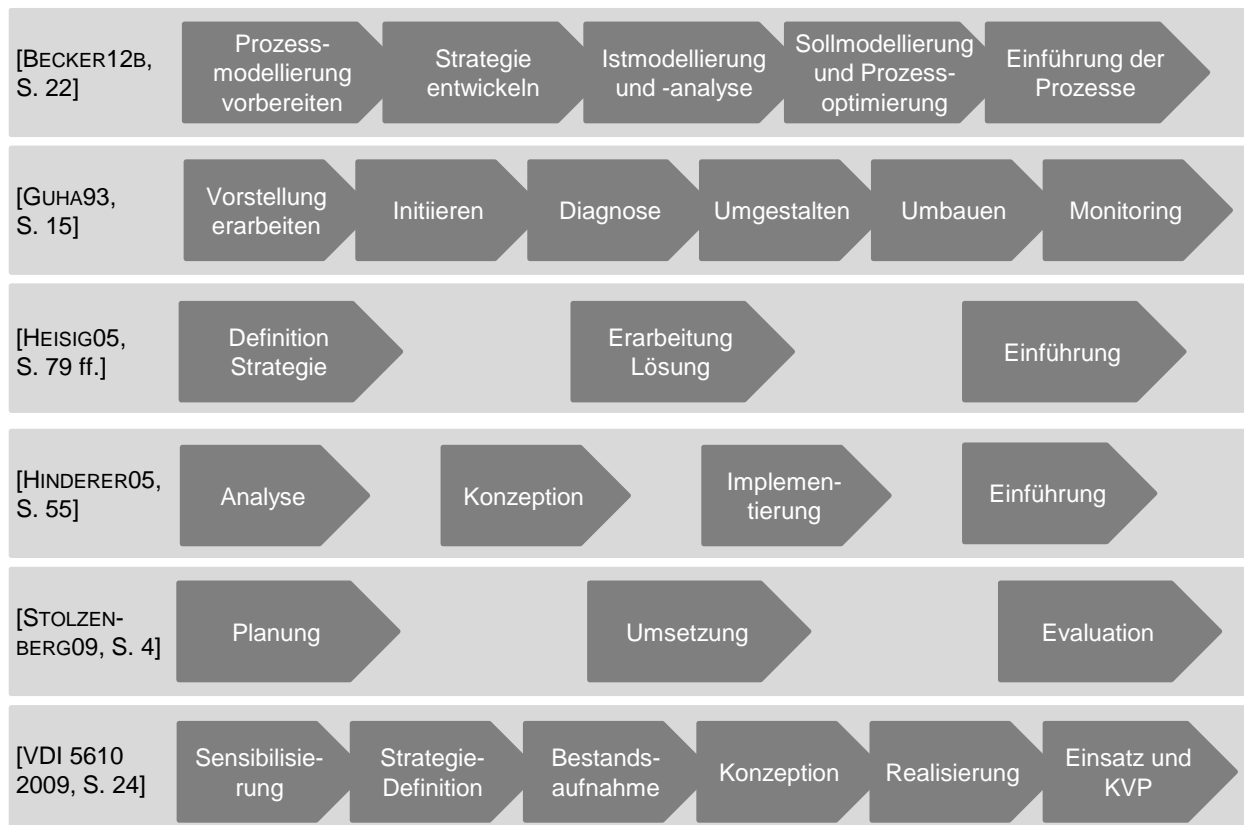 [BECKER12B,
S. 22]
Prozess-
modellierung
vorbereiten
Strategie
entwickeln
Istmodellierung
und -analyse
Sollmodellierung
und Prozess-
optimierung
Einführung der
Prozesse
[GUHA93,
S. 15]
Vorstellung
erarbeiten
Initiieren
Diagnose
Umgestalten
Umbauen
Monitoring
[HEISIG05,
S. 79 ff.]
Definition
Strategie
Erarbeitung
Lösung
Einführung
[HINDERER05,
S. 55]
Analyse
Konzeption
Implemen-
tierung
Einführung
[STOLZEN-
BERG09, S. 4]
Planung
Umsetzung
Evaluation
[VDI 5610
2009, S. 24]
Sensibilisie-
rung
Strategie-
Definition
Bestands-
aufnahme
Konzeption
Realisierung
Einsatz und
KVP